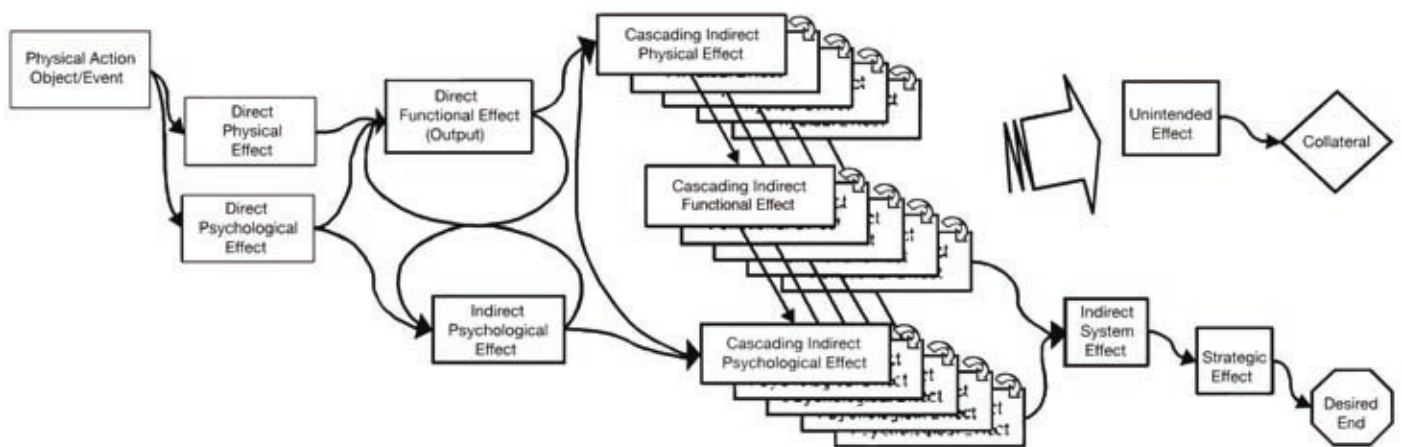 Physical Action
Object/Event
Direct
Physical
Effect
Direct
Psychological
Effect
Direct
Functional Effect
(Output)
Indirect
Psychological
Effect
Cascading Indirect
Physical Effect
Cascading Indirect
Functional Effect
Cascading Indirect
Psychological Effect
Unintended
Effect
Collateral
Indirect
System
Effect
Strategic
Effect
Desired
End